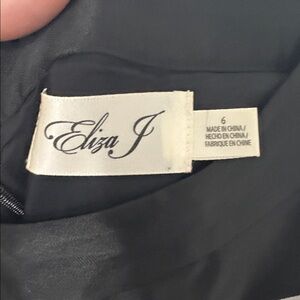 Eliza J
6
MADE IN CHINA/
HECHO EN CHINA/
FABRIQUE EN CHINE